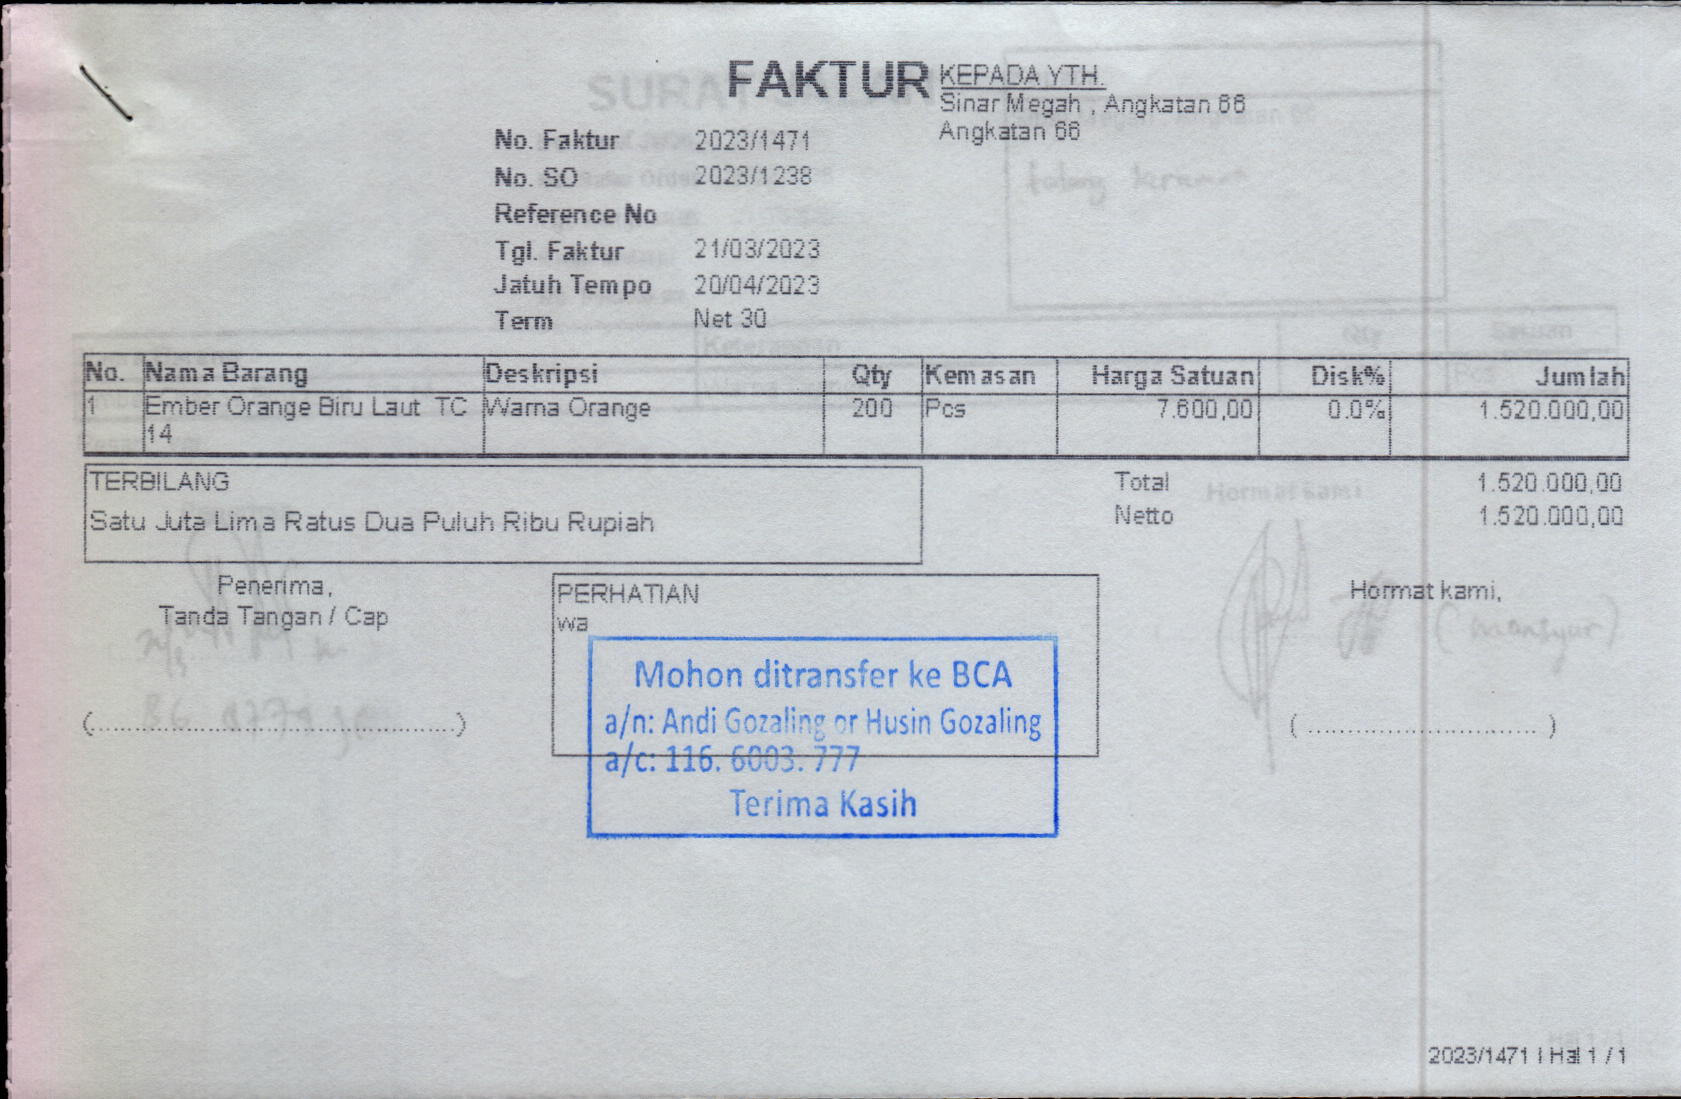 FAKTUR
KEPADA YTH.
Sinar Megah , Angkatan 66
Angkatan 66
No. Faktur 2023/1471
No. SO 2023/1238
Reference No
Tgl. Faktur 21/03/2023
Jatuh Tempo 20/04/2023
Term Net 30
No. Nama Barang Deskripsi Qty Kemasan Harga Satuan Disk% Jumlah
1 Ember Orange Biru Laut TC Warna Orange 200 Pcs 7.600,00 0.0% 1.520.000,00
14
TERBILANG
Satu Juta Lima Ratus Dua Puluh Ribu Rupiah
Total 1.520.000,00
Netto 1.520.000,00
Penerima,
Tanda Tangan / Cap
PERHATIAN
wa
Mohon ditransfer ke BCA
a/n: Andi Gozaling or Husin Gozaling
a/c: 116. 6003. 777
Terima Kasih
Hormat kami,
Hormat kami
(mansyur)
(........................................)
( ............................ )
2023/1471 | Hal 1 / 1